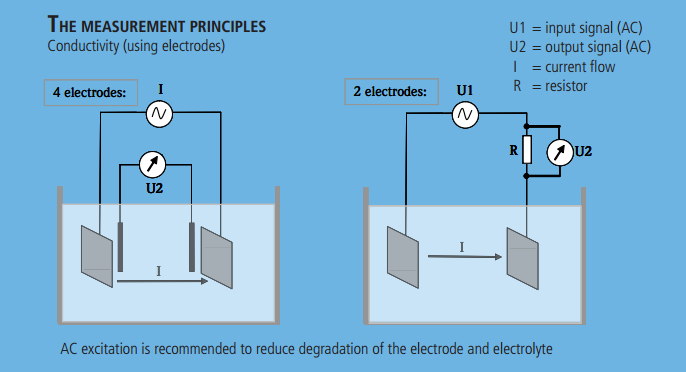 THE MEASUREMENT PRINCIPLES
Conductivity (using electrodes)
U1 = input signal (AC)
U2 = output signal (AC)
I = current flow
R = resistor
4 electrodes:
I
U2
I
2 electrodes:
U1
R
U2
I
AC excitation is recommended to reduce degradation of the electrode and electrolyte